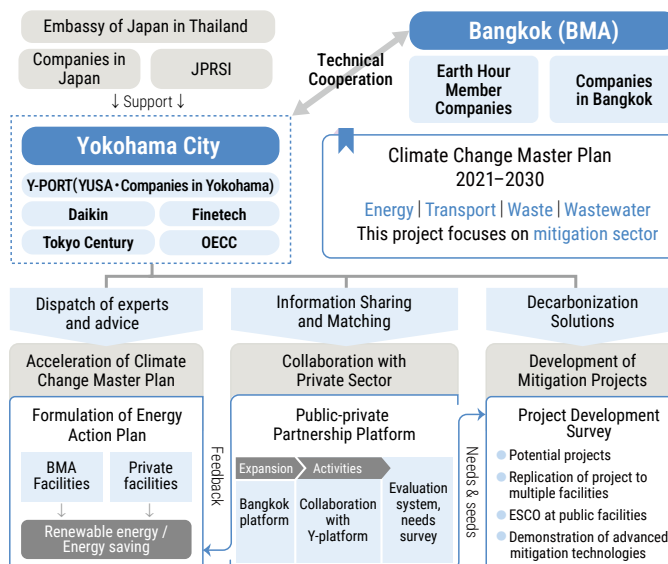 Embassy of Japan in Thailand
Companies in
Japan
JPRSI
↓ Support ↓
Technical
Cooperation
Bangkok (BMA)
Earth Hour
Member
Companies
Companies
in Bangkok
Yokohama City
Y-PORT(YUSA・Companies in Yokohama)
Daikin
Finetech
Tokyo Century
OECC
Climate Change Master Plan
2021–2030
Energy | Transport | Waste | Wastewater
This project focuses on mitigation sector
Dispatch of experts
and advice
Information Sharing
and Matching
Decarbonization
Solutions
Acceleration of Climate
Change Master Plan
Collaboration with
Private Sector
Development of
Mitigation Projects
Formulation of Energy
Action Plan
BMA
Facilities
Private
facilities
Renewable energy /
Energy saving
Feedback
Public-private
Partnership Platform
Expansion
Activities
Bangkok
platform
Collaboration
with
Y-platform
Evaluation
system,
needs
survey
Needs & seeds
Project Development
Survey
Potential projects
Replication of project to
multiple facilities
ESCO at public facilities
Demonstration of advanced
mitigation technologies